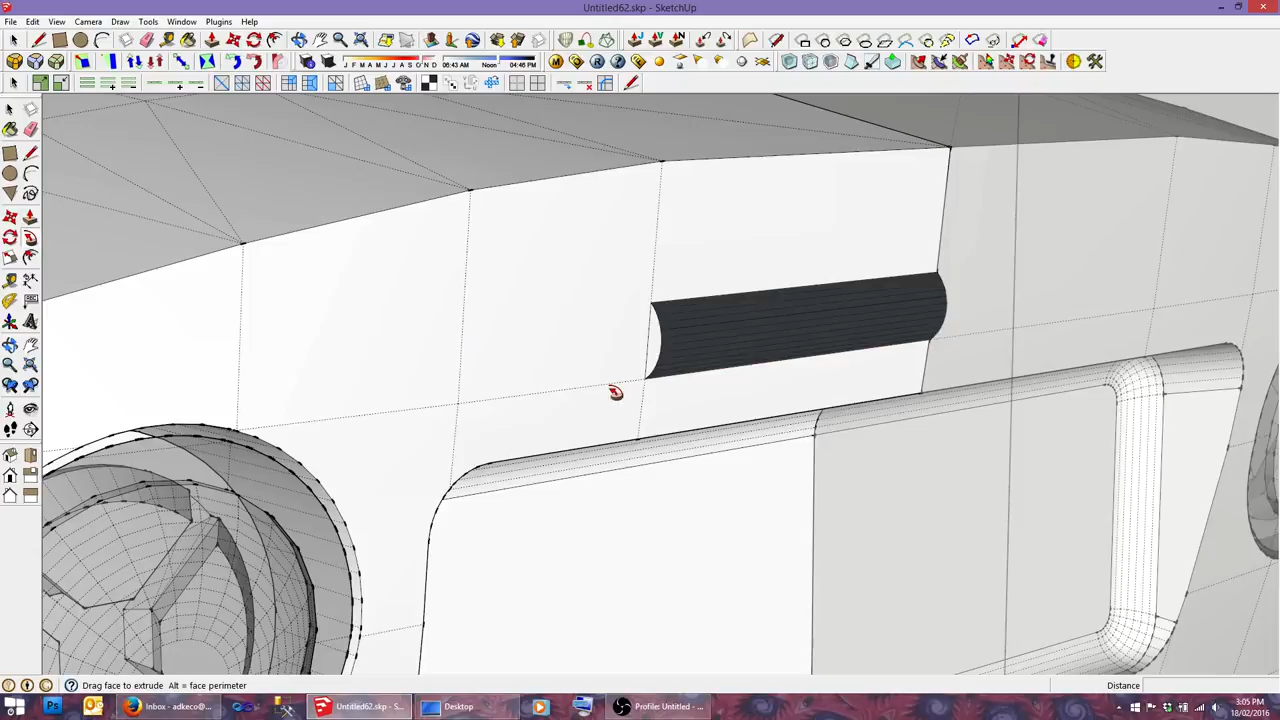 Untitled62.skp - SketchUp
File Edit View Camera Draw Tools Window Plugins Help
J F M A M J J A S O N D 06:43 AM Noon 04:46 PM
Drag face to extrude Alt = face perimeter
Distance
Inbox - adkeco@...
Untitled62.skp - S...
Desktop
Profile: Untitled - ...
3:05 PM
18/02/2016